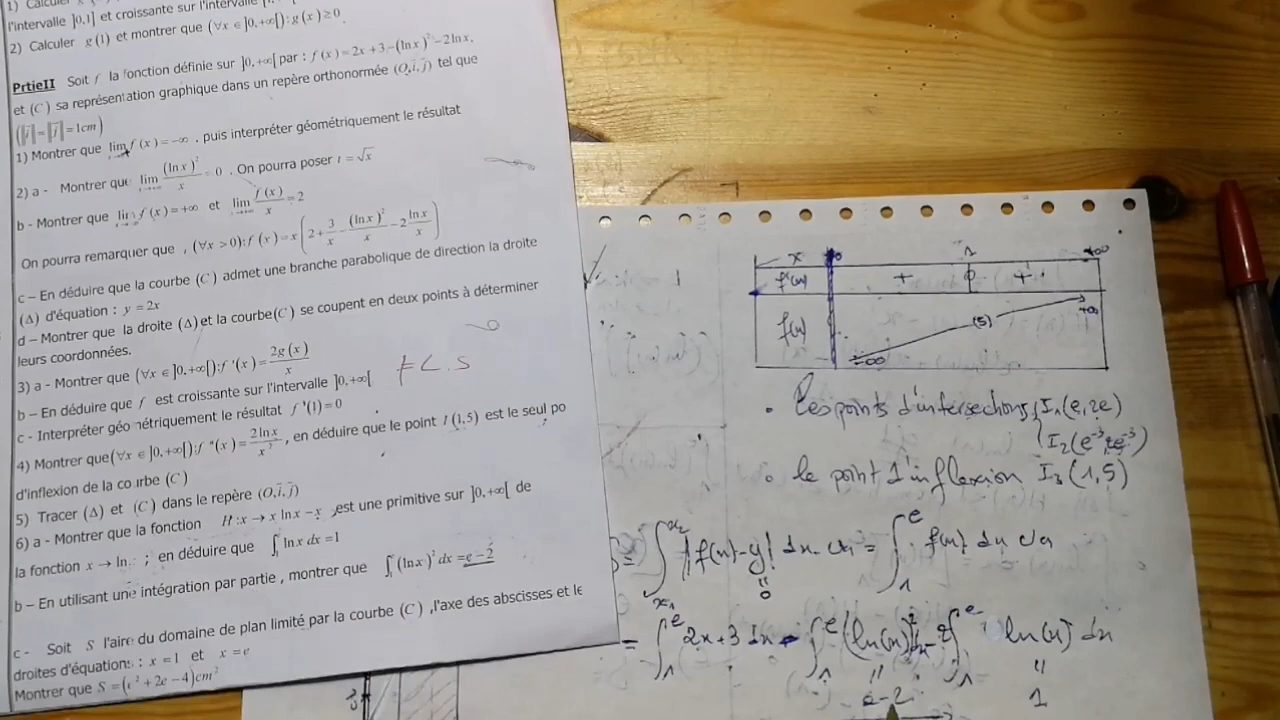 1) Calculer
l'intervalle ]0,1] et croissante sur l'intervalle
2) Calculer g(1) et montrer que (∀x ∈ ]0,+∞[): g(x) ≥ 0
PrtieII Soit f la fonction définie sur ]0,+∞[ par : f(x) = 2x + 3 − (ln x)² − 2 ln x,
et (C) sa représentation graphique dans un repère orthonormée (O, i, j) tel que
(‖i‖ = ‖j‖ = 1cm)
1) Montrer que lim f(x) = −∞ , puis interpréter géométriquement le résultat
2) a - Montrer que lim (ln x)²/x = 0 . On pourra poser t = √x
b - Montrer que lim f(x) = +∞ et lim f(x)/x = 2
On pourra remarquer que , (∀x > 0): f(x) = x(2 + 3/x − (ln x)²/x − 2 ln x/x)
c – En déduire que la courbe (C) admet une branche parabolique de direction la droite
(Δ) d'équation : y = 2x
d – Montrer que la droite (Δ) et la courbe (C) se coupent en deux points à déterminer
leurs coordonnées.
3) a - Montrer que (∀x ∈ ]0,+∞[): f '(x) = 2g(x)/x
b – En déduire que f est croissante sur l'intervalle ]0,+∞[
c - Interpréter géométriquement le résultat f '(1) = 0
4) Montrer que (∀x ∈ ]0,+∞[): f ''(x) = 2 ln x/x² , en déduire que le point I(1,5) est le seul po
d'inflexion de la courbe (C)
5) Tracer (Δ) et (C) dans le repère (O, i, j)
6) a - Montrer que la fonction H : x → x ln x − x est une primitive sur ]0,+∞[ de
la fonction x → ln ; en déduire que ∫ ln x dx = 1
b – En utilisant une intégration par partie , montrer que ∫ (ln x)² dx = e − 2
c - Soit S l'aire du domaine de plan limité par la courbe (C) ,l'axe des abscisses et le
droites d'équations : x = 1 et x = e
Montrer que S = (e² + 2e − 4)cm²
x 0 1 +∞
f'(x) + 0 +
f(x) −∞ (5) +∞
• Les points d'intersections I₁(e, 2e)
I₂(e⁻³, 2e⁻³)
• le point d'inflexion I₃(1,5)
= ∫ |f(x) − y| dx = ∫₁ᵉ f(x) dx
= ∫₁ᵉ 2x+3 dx − ∫₁ᵉ (ln(x))² dx − 2∫₁ᵉ ln(x) dx
e−2 1